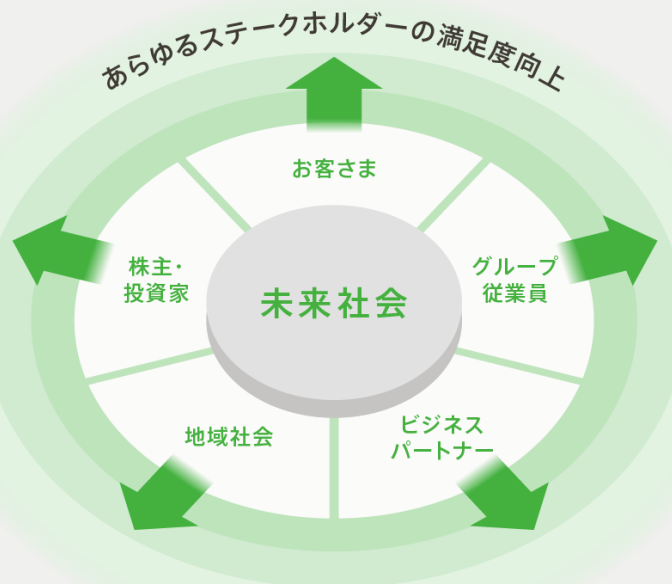 あらゆるステークホルダーの満足度向上
お客さま
株主・
投資家
グループ
従業員
未来社会
地域社会
ビジネス
パートナー